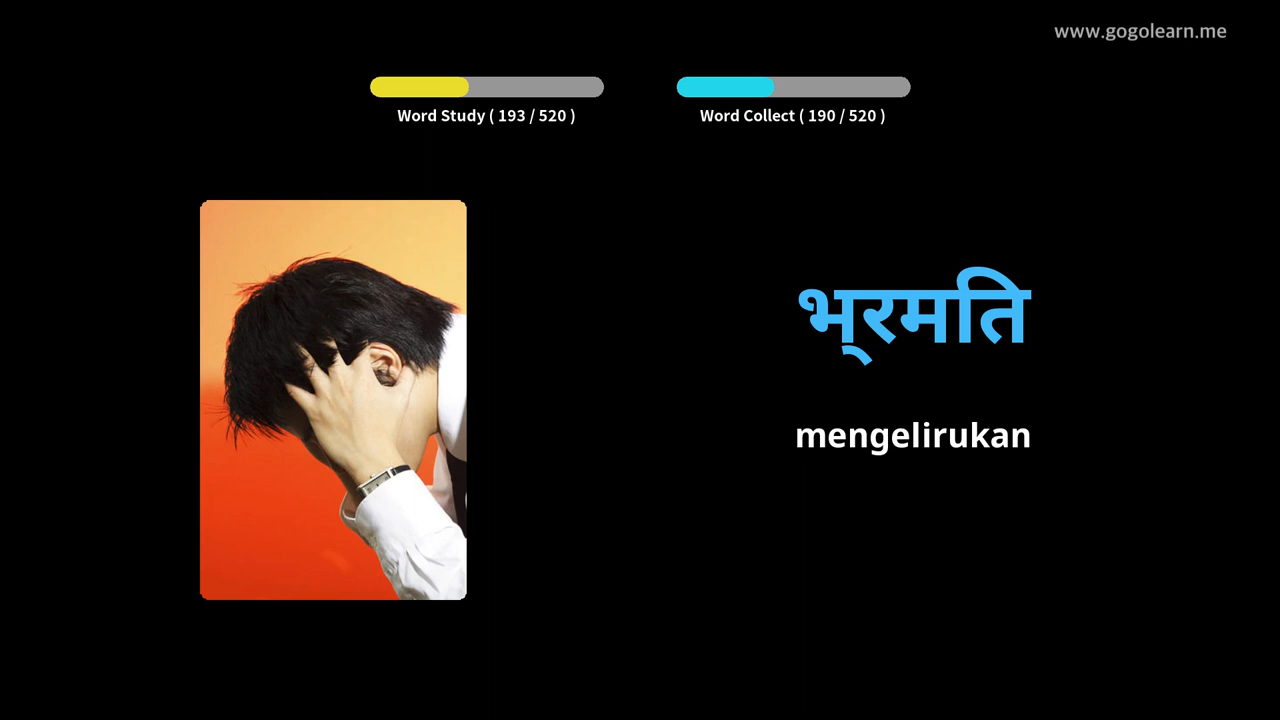 www.gogolearn.me
Word Study ( 193 / 520 )
Word Collect ( 190 / 520 )
भ्‌रमति
mengelirukan